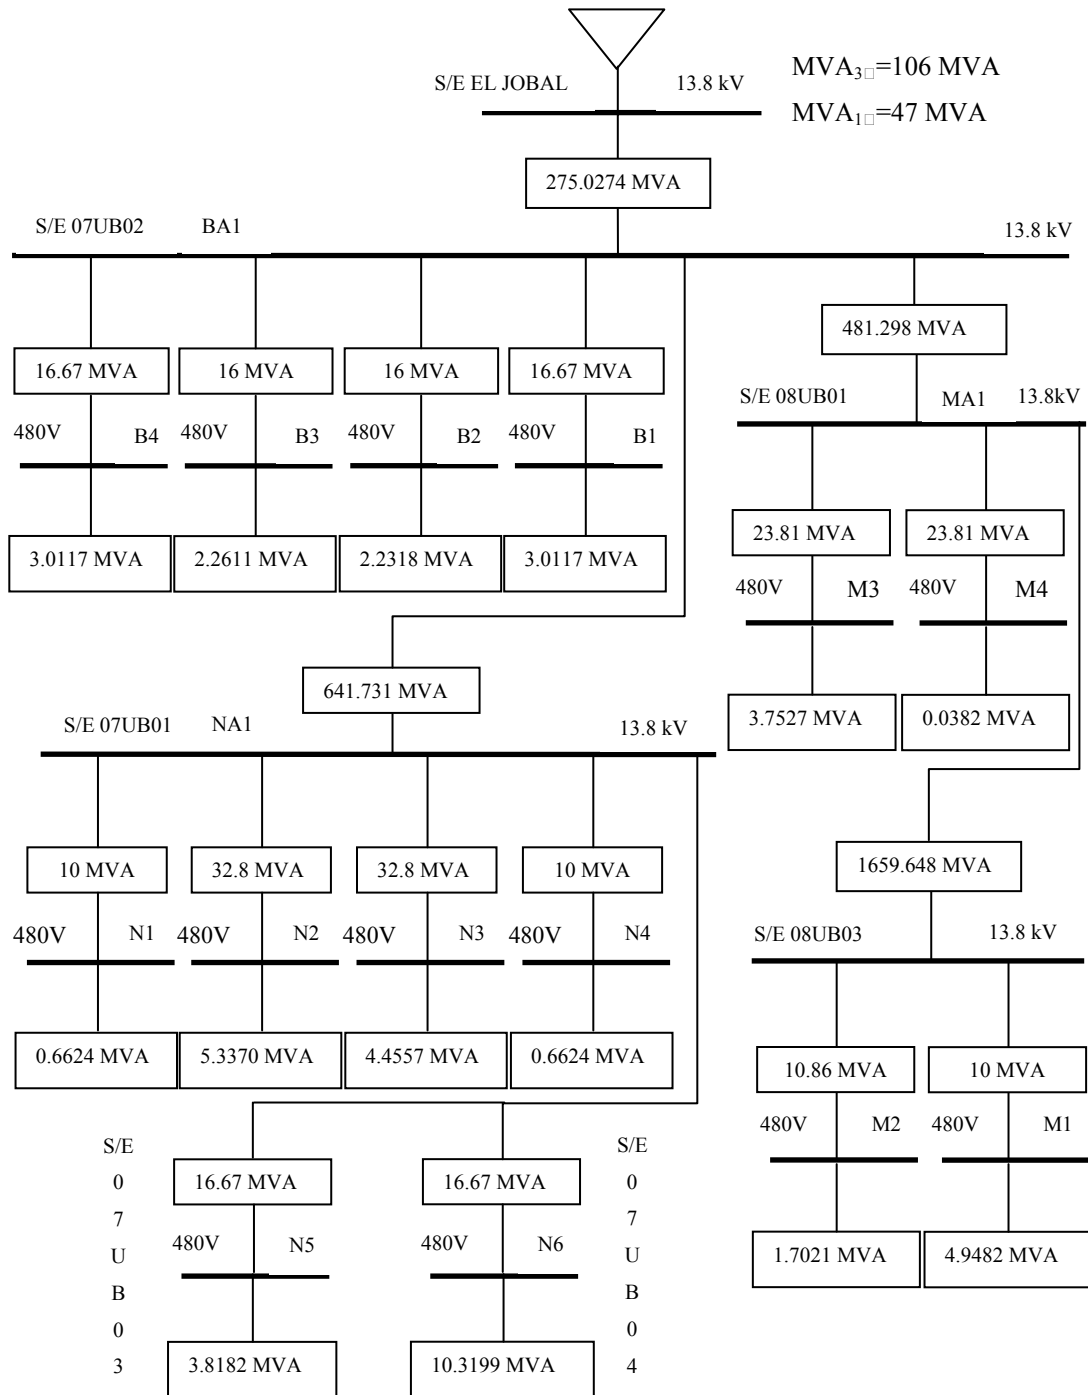 S/E EL JOBAL 13.8 kV
MVA3□=106 MVA
MVA1□=47 MVA
275.0274 MVA
S/E 07UB02 BA1 13.8 kV
481.298 MVA
16.67 MVA 16 MVA 16 MVA 16.67 MVA
480V B4 480V B3 480V B2 480V B1
3.0117 MVA 2.2611 MVA 2.2318 MVA 3.0117 MVA
S/E 08UB01 MA1 13.8kV
23.81 MVA 23.81 MVA
480V M3 480V M4
3.7527 MVA 0.0382 MVA
641.731 MVA
S/E 07UB01 NA1 13.8 kV
10 MVA 32.8 MVA 32.8 MVA 10 MVA
480V N1 480V N2 480V N3 480V N4
0.6624 MVA 5.3370 MVA 4.4557 MVA 0.6624 MVA
1659.648 MVA
S/E 08UB03 13.8 kV
10.86 MVA 10 MVA
480V M2 480V M1
1.7021 MVA 4.9482 MVA
S/E
0
7
U
B
0
3
16.67 MVA 16.67 MVA
480V N5 480V N6
3.8182 MVA 10.3199 MVA
S/E
0
7
U
B
0
4